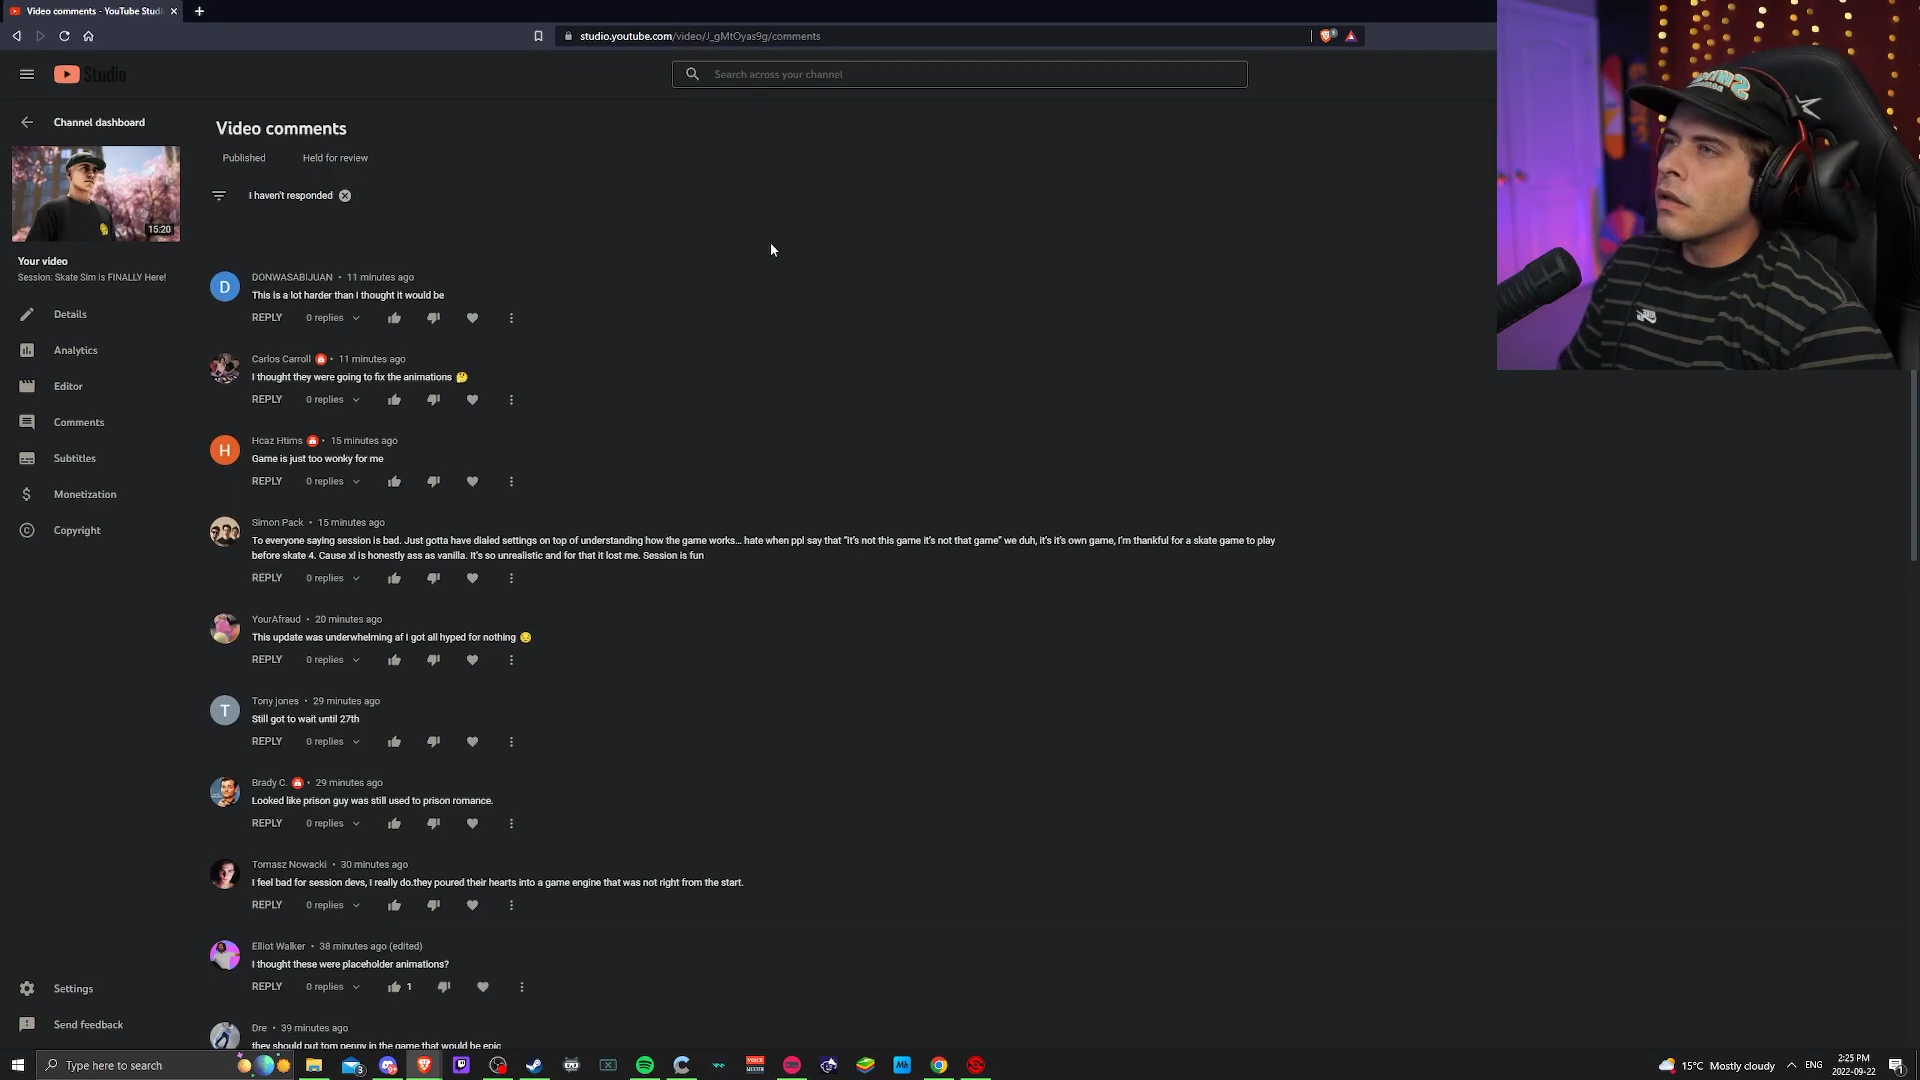 Video comments - YouTube Studi
studio.youtube.com/video/J_gMtOyas9g/comments
Studio
Search across your channel
Channel dashboard
15:20
Your video
Session: Skate Sim is FINALLY Here!
Details
Analytics
Editor
Comments
Subtitles
Monetization
Copyright
Settings
Send feedback
Video comments
Published Held for review
I haven't responded
D
DONWASABIJUAN • 11 minutes ago
This is a lot harder than I thought it would be
REPLY 0 replies
Carlos Carroll • 11 minutes ago
I thought they were going to fix the animations 🤔
REPLY 0 replies
H
Hcaz Htims • 15 minutes ago
Game is just too wonky for me
REPLY 0 replies
Simon Pack • 15 minutes ago
To everyone saying session is bad. Just gotta have dialed settings on top of understanding how the game works... hate when ppl say that “it’s not this game it’s not that game” we duh, it’s it’s own game, I’m thankful for a skate game to play
before skate 4. Cause xl is honestly ass as vanilla. It’s so unrealistic and for that it lost me. Session is fun
REPLY 0 replies
YourAfraud • 20 minutes ago
This update was underwhelming af I got all hyped for nothing 😔
REPLY 0 replies
T
Tony jones • 29 minutes ago
Still got to wait until 27th
REPLY 0 replies
Brady C. • 29 minutes ago
Looked like prison guy was still used to prison romance.
REPLY 0 replies
Tomasz Nowacki • 30 minutes ago
I feel bad for session devs, I really do.they poured their hearts into a game engine that was not right from the start.
REPLY 0 replies
Elliot Walker • 38 minutes ago (edited)
I thought these were placeholder animations?
REPLY 0 replies 1
Dre • 39 minutes ago
they should put tom penny in the game that would be epic
Type here to search
15°C Mostly cloudy
ENG
2:25 PM
2022-09-22